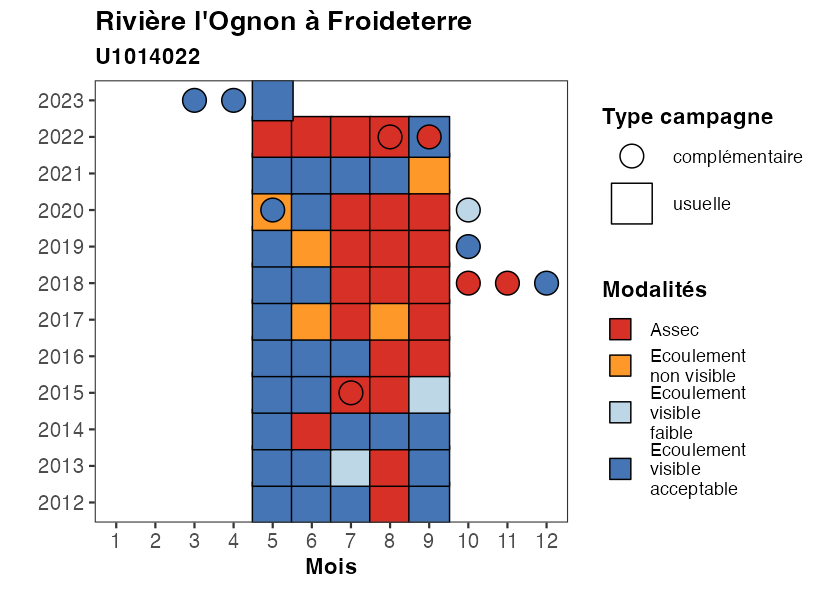 Rivière l'Ognon à Froideterre
U1014022
2023
2022
2021
2020
2019
2018
2017
2016
2015
2014
2013
2012
1 2 3 4 5 6 7 8 9 10 11 12
Mois
Type campagne
complémentaire
usuelle
Modalités
Assec
Ecoulement
non visible
Ecoulement
visible
faible
Ecoulement
visible
acceptable